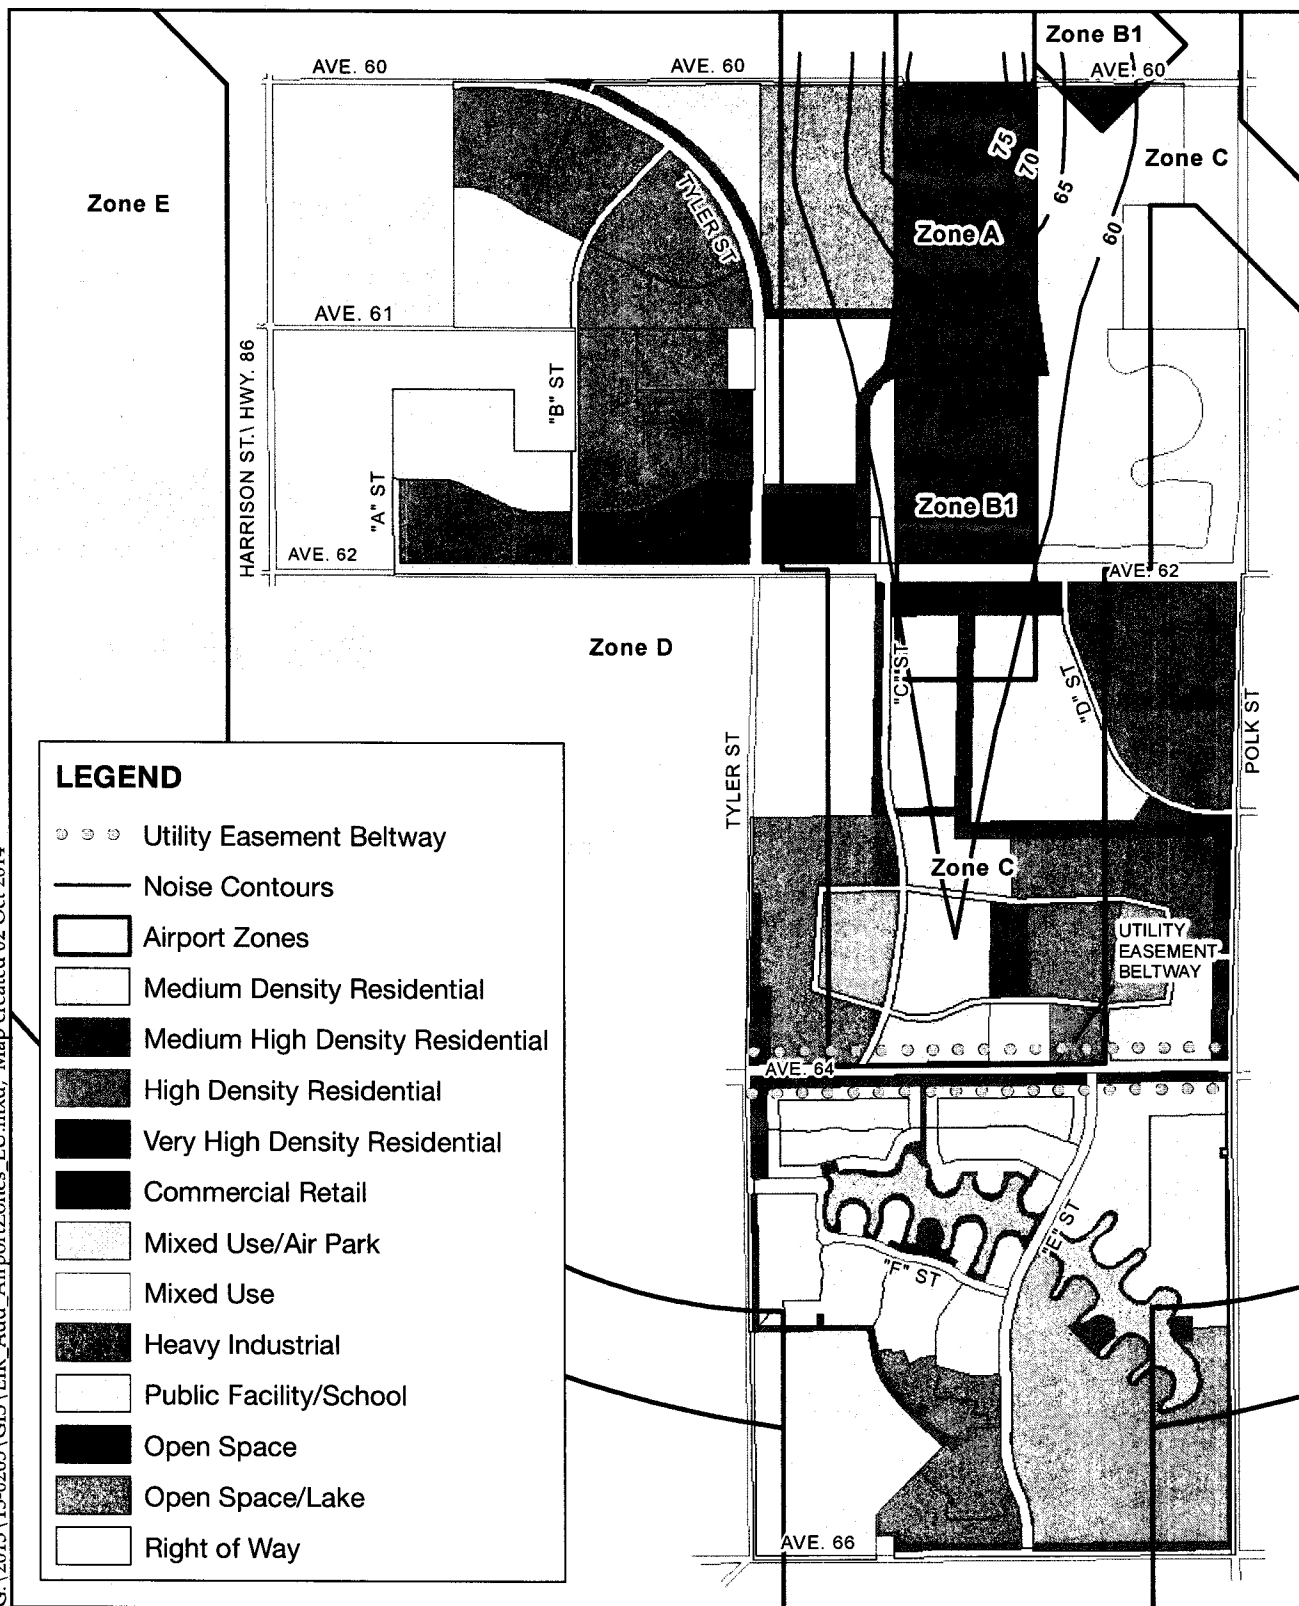 Zone B1
AVE. 60
AVE. 60
AVE. 60
75
70
65
60
Zone C
Zone E
TYLER ST
Zone A
AVE. 61
HARRISON ST.\ HWY. 86
"B" ST
"A" ST
Zone B1
AVE. 62
AVE. 62
Zone D
"C" ST
"D" ST
POLK ST
TYLER ST
Zone C
UTILITY
EASEMENT
BELTWAY
AVE. 64
"E" ST
"F" ST
AVE. 66
LEGEND
Utility Easement Beltway
Noise Contours
Airport Zones
Medium Density Residential
Medium High Density Residential
High Density Residential
Very High Density Residential
Commercial Retail
Mixed Use/Air Park
Mixed Use
Heavy Industrial
Public Facility/School
Open Space
Open Space/Lake
Right of Way